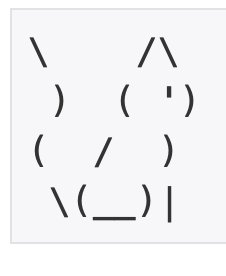 \    /\
 )  ( ')
(  /  )
 \(__)|